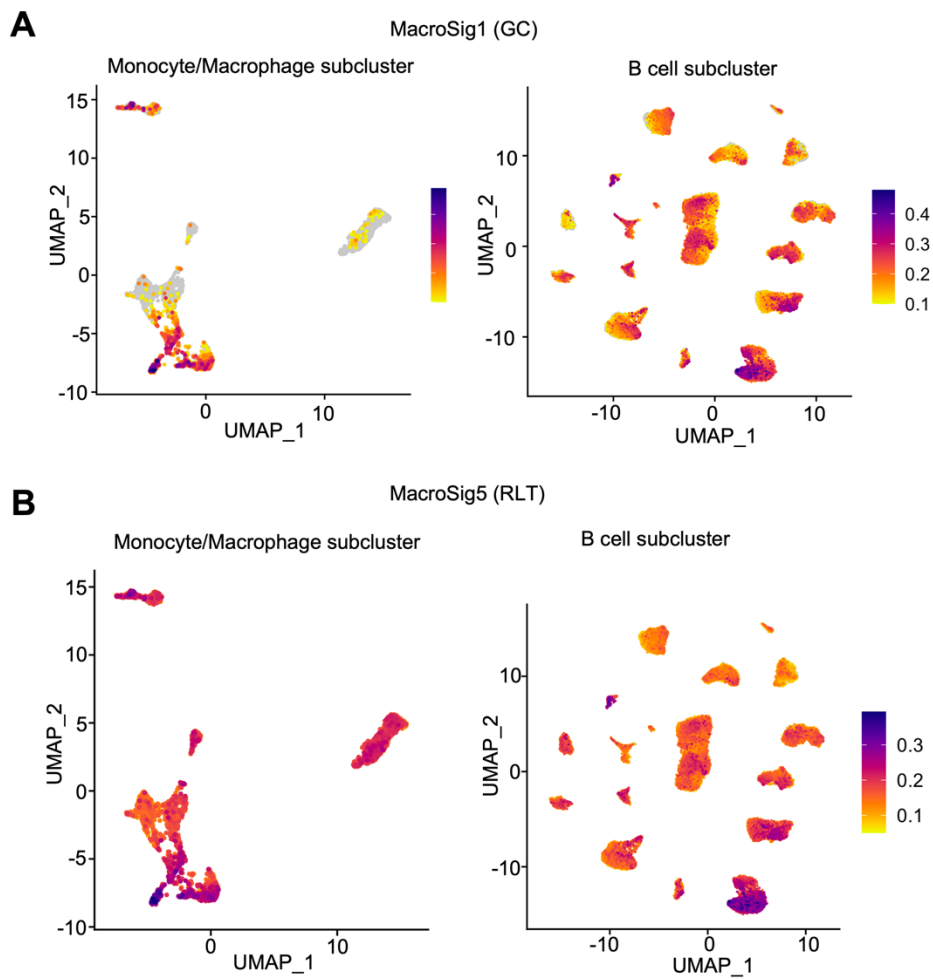 A
MacroSig1 (GC)
Monocyte/Macrophage subcluster
B cell subcluster
15
10
5
0
-5
-10
UMAP_2
0
10
UMAP_1
10
0
-10
UMAP_2
-10
0
10
UMAP_1
0.4
0.3
0.2
0.1
B
MacroSig5 (RLT)
Monocyte/Macrophage subcluster
B cell subcluster
15
10
5
0
-5
-10
UMAP_2
0
10
UMAP_1
10
0
-10
UMAP_2
-10
0
10
UMAP_1
0.3
0.2
0.1